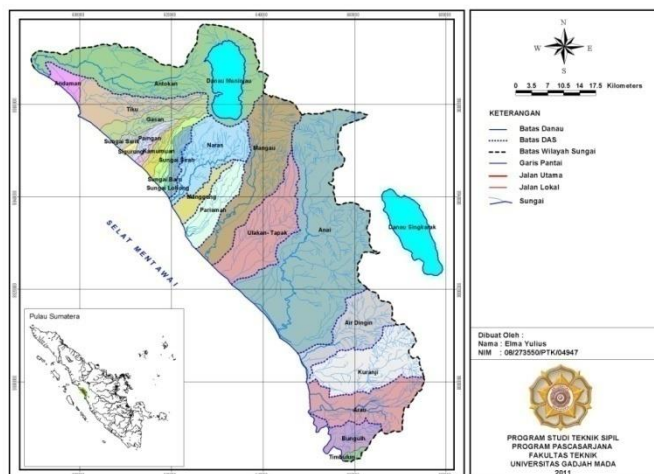 Andaman
Antokan
Danau Meninjau
Tiku
Gasan
Sungai Barik
Paingan
Sigurung
Kamumuan
Sungai Sirah
Naras
Mangau
Sungai Baru
Sungai Limau
Manggung
Pariaman
Ulakan- Tapak
Anai
Danau Singkarak
SELAT MENTAWAI
Air Dingin
Kuranji
Arau
Bungus
Pulau Sumatera
N
W E
S
0 3.5 7 10.5 14 17.5 Kilometers
KETERANGAN
Batas Danau
Batas DAS
Batas Wilayah Sungai
Garis Pantai
Jalan Utama
Jalan Lokal
Sungai
Dibuat Oleh :
Nama : Elma Yulius
NIM : 08/273550/PTK/04947
PROGRAM STUDI TEKNIK SIPIL
PROGRAM PASCASARJANA
FAKULTAS TEKNIK
UNIVERSITAS GADJAH MADA
2011